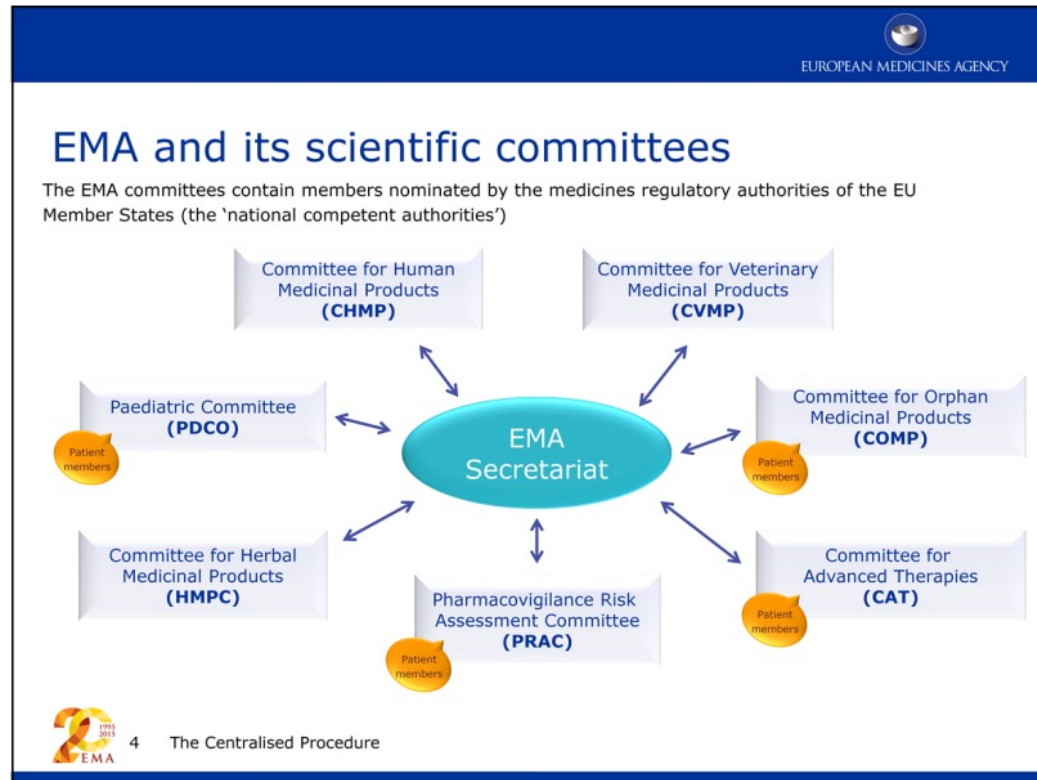 EUROPEAN MEDICINES AGENCY
EMA and its scientific committees
The EMA committees contain members nominated by the medicines regulatory authorities of the EU
Member States (the ‘national competent authorities’)
Committee for Human
Medicinal Products
(CHMP)
Committee for Veterinary
Medicinal Products
(CVMP)
Paediatric Committee
(PDCO)
Patient
members
EMA
Secretariat
Committee for Orphan
Medicinal Products
(COMP)
Patient
members
Committee for Herbal
Medicinal Products
(HMPC)
Pharmacovigilance Risk
Assessment Committee
(PRAC)
Patient
members
Committee for
Advanced Therapies
(CAT)
Patient
members
20
1995
2015
EMA
4 The Centralised Procedure